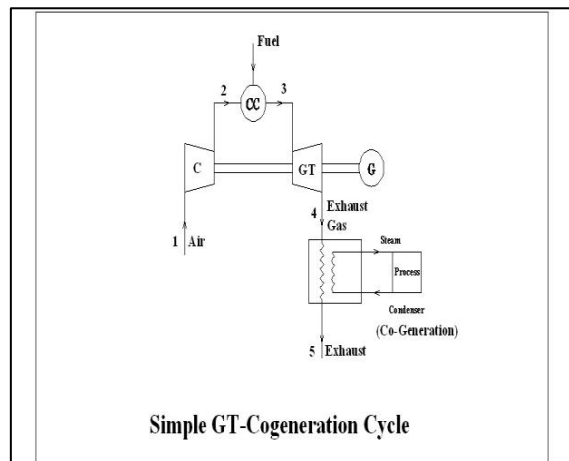 Fuel
2
CC
3
C
GT
G
1 Air
4
Exhaust
Gas
Steam
Process
Condenser
(Co-Generation)
5 Exhaust
Simple GT-Cogeneration Cycle